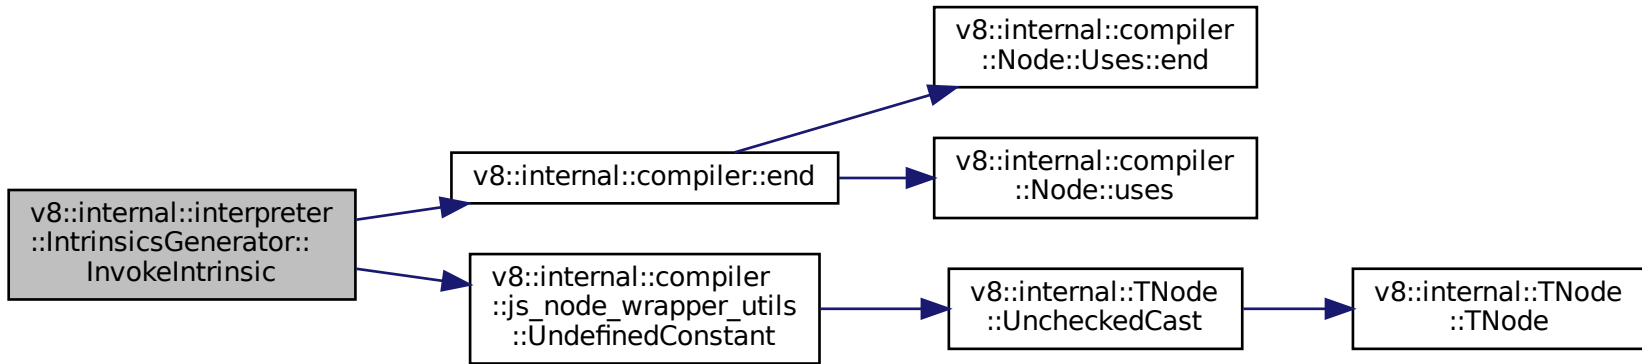 v8::internal::interpreter
::IntrinsicsGenerator::
InvokeIntrinsic
v8::internal::compiler::end
v8::internal::compiler
::Node::Uses::end
v8::internal::compiler
::Node::uses
v8::internal::compiler
::js_node_wrapper_utils
::UndefinedConstant
v8::internal::TNode
::UncheckedCast
v8::internal::TNode
::TNode